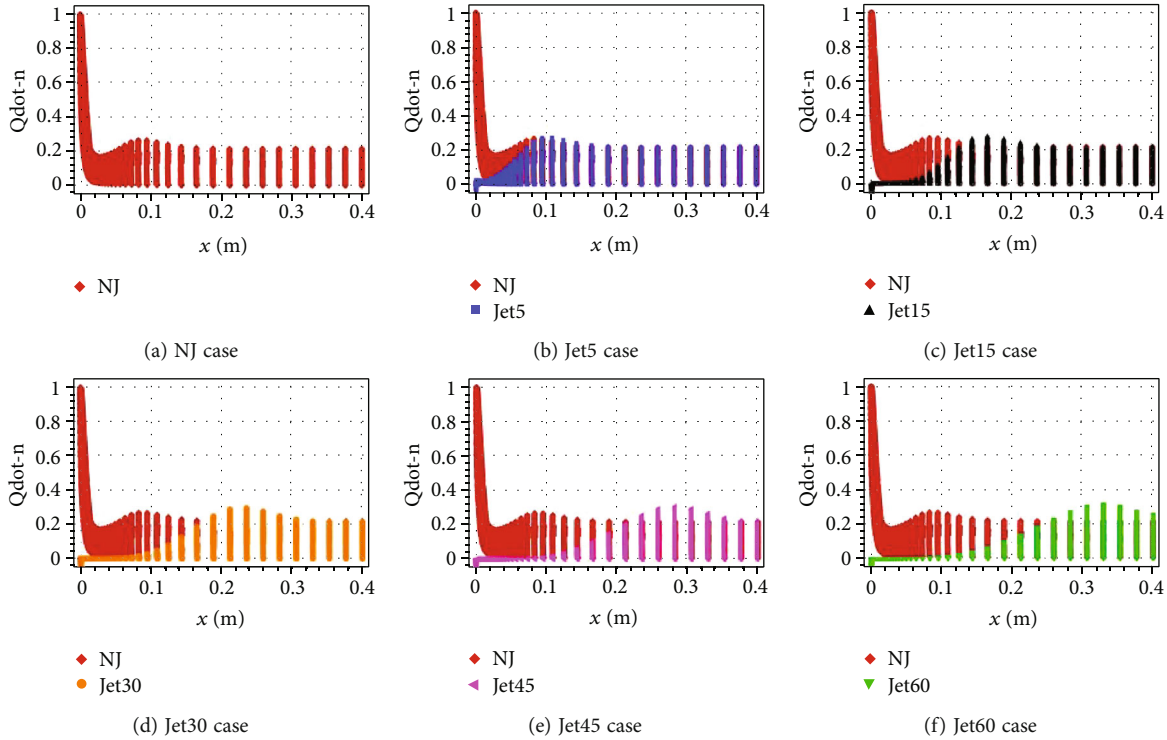 1
0.8
0.6
0.4
0.2
0
Qdot-n
0 0.1 0.2 0.3 0.4
x (m)
NJ
(a) NJ case
1
0.8
0.6
0.4
0.2
0
Qdot-n
0 0.1 0.2 0.3 0.4
x (m)
NJ
Jet5
(b) Jet5 case
1
0.8
0.6
0.4
0.2
0
Qdot-n
0 0.1 0.2 0.3 0.4
x (m)
NJ
Jet15
(c) Jet15 case
1
0.8
0.6
0.4
0.2
0
Qdot-n
0 0.1 0.2 0.3 0.4
x (m)
NJ
Jet30
(d) Jet30 case
1
0.8
0.6
0.4
0.2
0
Qdot-n
0 0.1 0.2 0.3 0.4
x (m)
NJ
Jet45
(e) Jet45 case
1
0.8
0.6
0.4
0.2
0
Qdot-n
0 0.1 0.2 0.3 0.4
x (m)
NJ
Jet60
(f) Jet60 case